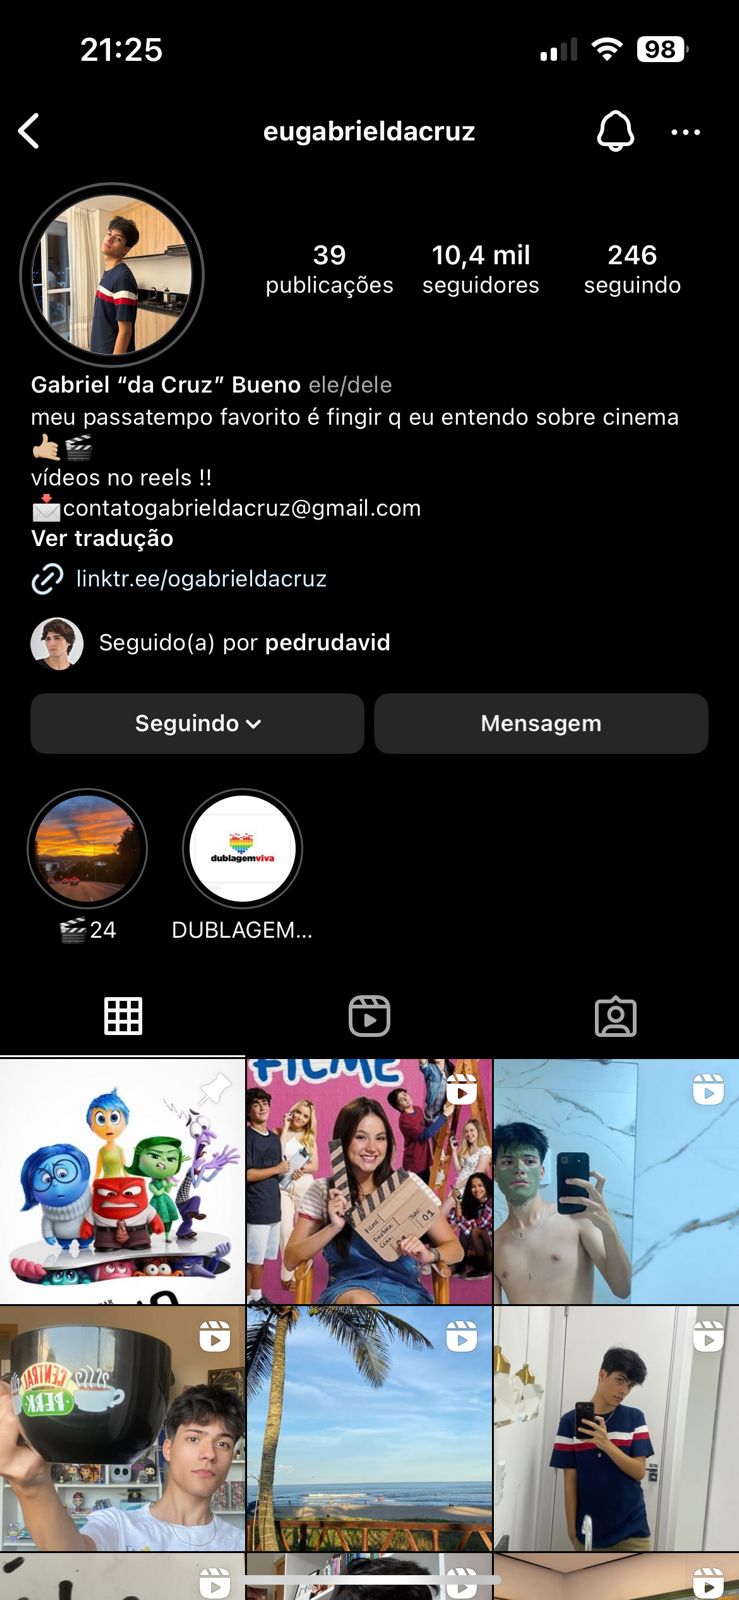 21:25
98
eugabrieldacruz
39
publicações
10,4 mil
seguidores
246
seguindo
Gabriel “da Cruz” Bueno ele/dele
meu passatempo favorito é fingir q eu entendo sobre cinema
🤙🏼🎬
vídeos no reels !!
📩contatogabrieldacruz@gmail.com
Ver tradução
linktr.ee/ogabrieldacruz
Seguido(a) por pedrudavid
Seguindo
Mensagem
dublagemviva
🎬24
DUBLAGEM...
FILME
01
CENTRAL
PERK